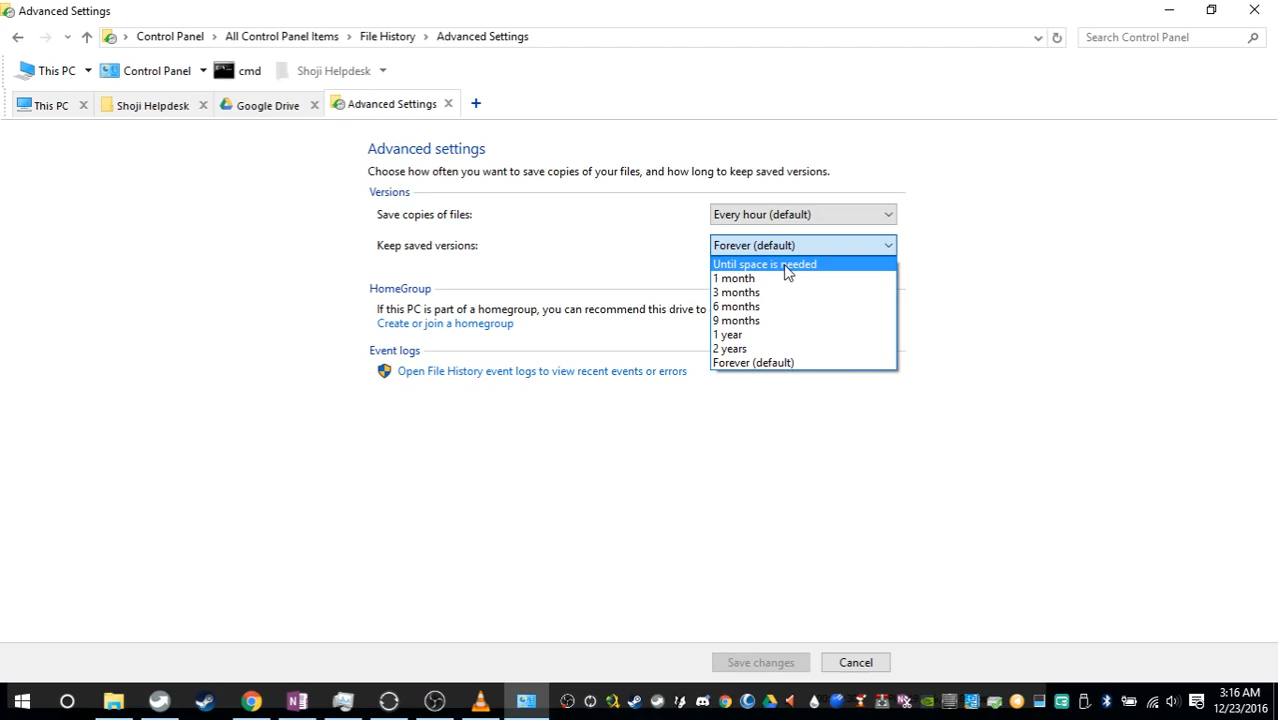 Advanced Settings
Control Panel > All Control Panel Items > File History > Advanced Settings
Search Control Panel
This PC
Control Panel
cmd
Shoji Helpdesk
This PC
Shoji Helpdesk
Google Drive
Advanced Settings
Advanced settings
Choose how often you want to save copies of your files, and how long to keep saved versions.
Versions
Save copies of files:
Every hour (default)
Keep saved versions:
Forever (default)
Until space is needed
1 month
3 months
6 months
9 months
1 year
2 years
Forever (default)
HomeGroup
If this PC is part of a homegroup, you can recommend this drive to
Create or join a homegroup
Event logs
Open File History event logs to view recent events or errors
Save changes
Cancel
3:16 AM
12/23/2016